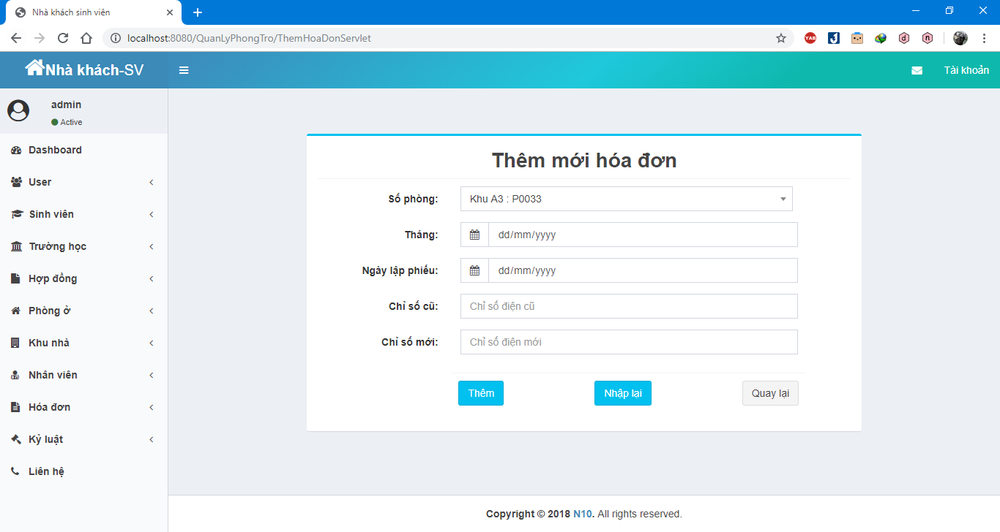 Nhà khách sinh viên
localhost:8080/QuanLyPhongTro/ThemHoaDonServlet
YAB
Nhà khách-SV
Tài khoản
admin
Active
Dashboard
User
Sinh viên
Trường học
Hợp đồng
Phòng ở
Khu nhà
Nhân viên
Hóa đơn
Kỷ luật
Liên hệ
Thêm mới hóa đơn
Số phòng: Khu A3 : P0033
Tháng: dd/mm/yyyy
Ngày lập phiếu: dd/mm/yyyy
Chỉ số cũ: Chỉ số điện cũ
Chỉ số mới: Chỉ số điện mới
Thêm Nhập lại Quay lại
Copyright © 2018 N10. All rights reserved.